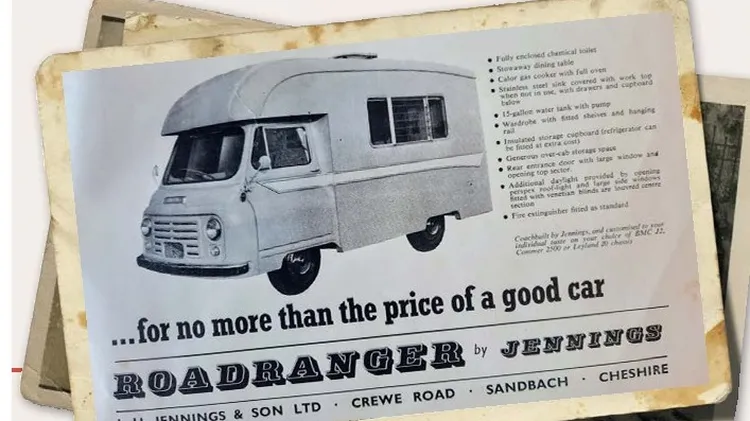 • Fully enclosed chemical toilet
• Stowaway dining table
• Calor gas cooker with full oven
• Stainless steel sink covered with work top
when not in use, with drawers and cupboard
below
• 15-gallon water tank with pump
• Wardrobe with fitted shelves and hanging
rail
• Insulated storage cupboard (refrigerator can
be fitted at extra cost)
• Generous over-cab storage space
• Rear entrance door with large window and
opening top sector
• Additional daylight provided by opening
perspex roof-light and large side windows
fitted with venetian blinds and louvred centre
section
• Fire extinguisher fitted as standard
Coachbuilt by Jennings, and customised to your
individual taste on your choice of BMC J2,
Commer 2500 or Leyland 20 chassis
...for no more than the price of a good car
ROADRANGER by JENNINGS
J. H. JENNINGS & SON LTD · CREWE ROAD · SANDBACH · CHESHIRE